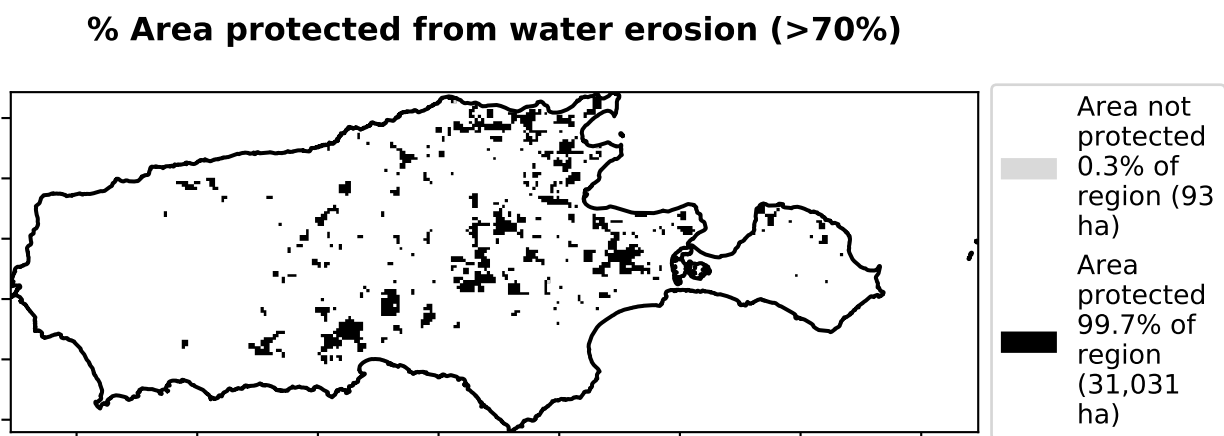 % Area protected from water erosion (>70%)
Area not
protected
0.3% of
region (93
ha)
Area
protected
99.7% of
region
(31,031
ha)